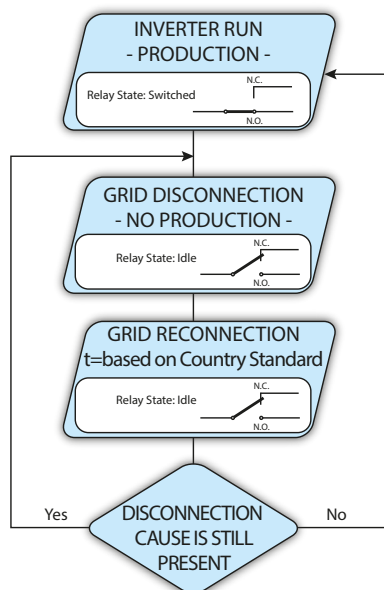 INVERTER RUN
- PRODUCTION -
N.C.
Relay State: Switched
N.O.
GRID DISCONNECTION
- NO PRODUCTION -
N.C.
Relay State: Idle
N.O.
GRID RECONNECTION
t=based on Country Standard
N.C.
Relay State: Idle
N.O.
Yes
No
DISCONNECTION
CAUSE IS STILL
PRESENT